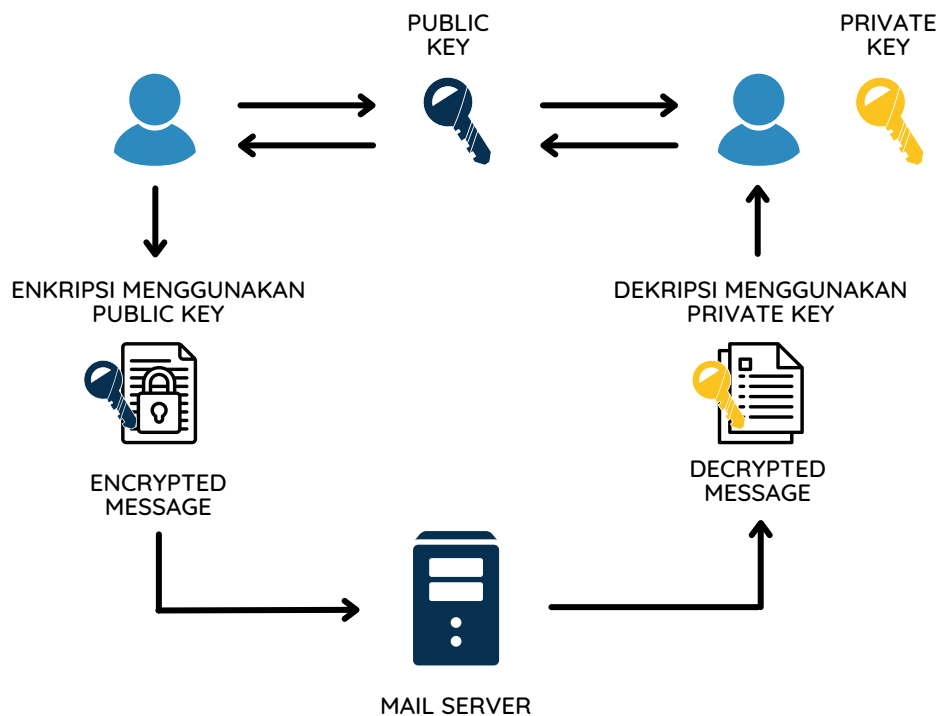 PUBLIC
KEY
PRIVATE
KEY
ENKRIPSI MENGGUNAKAN
PUBLIC KEY
DEKRIPSI MENGGUNAKAN
PRIVATE KEY
ENCRYPTED
MESSAGE
DECRYPTED
MESSAGE
MAIL SERVER